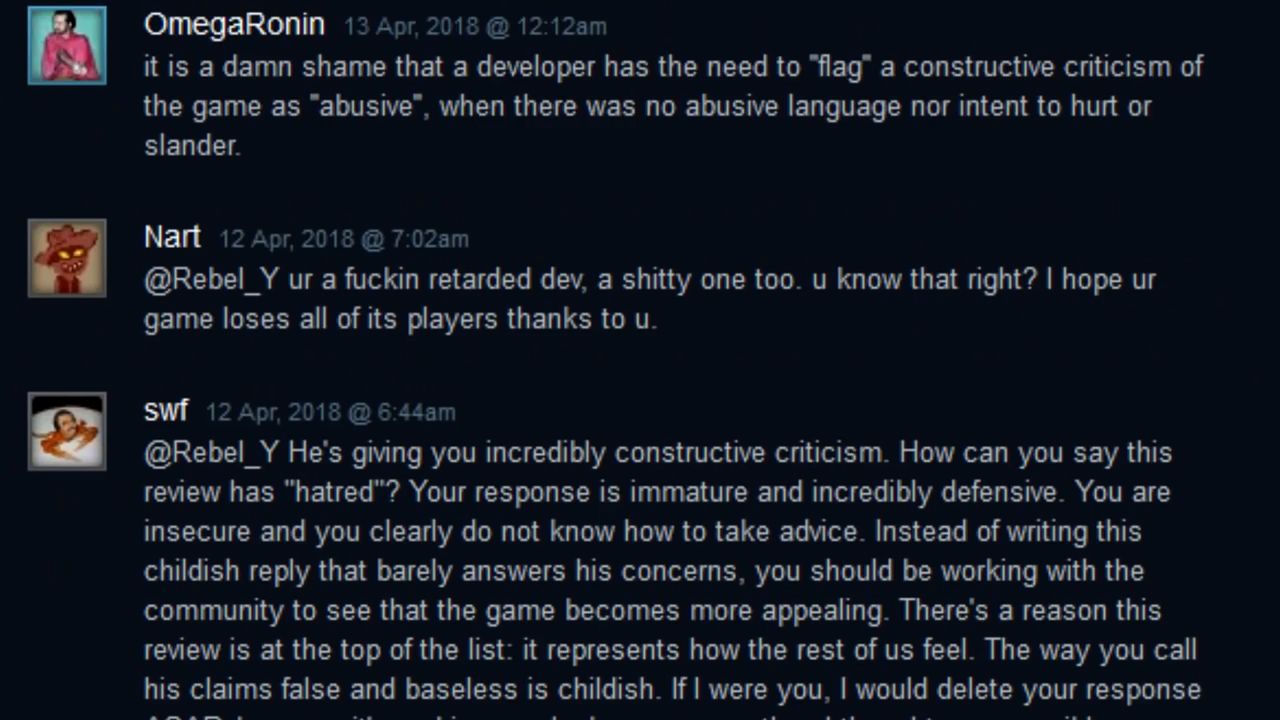 OmegaRonin 13 Apr, 2018 @ 12:12am
it is a damn shame that a developer has the need to "flag" a constructive criticism of
the game as "abusive", when there was no abusive language nor intent to hurt or
slander.
Nart 12 Apr, 2018 @ 7:02am
@Rebel_Y ur a fuckin retarded dev, a shitty one too. u know that right? I hope ur
game loses all of its players thanks to u.
swf 12 Apr, 2018 @ 6:44am
@Rebel_Y He's giving you incredibly constructive criticism. How can you say this
review has "hatred"? Your response is immature and incredibly defensive. You are
insecure and you clearly do not know how to take advice. Instead of writing this
childish reply that barely answers his concerns, you should be working with the
community to see that the game becomes more appealing. There's a reason this
review is at the top of the list: it represents how the rest of us feel. The way you call
his claims false and baseless is childish. If I were you, I would delete your response